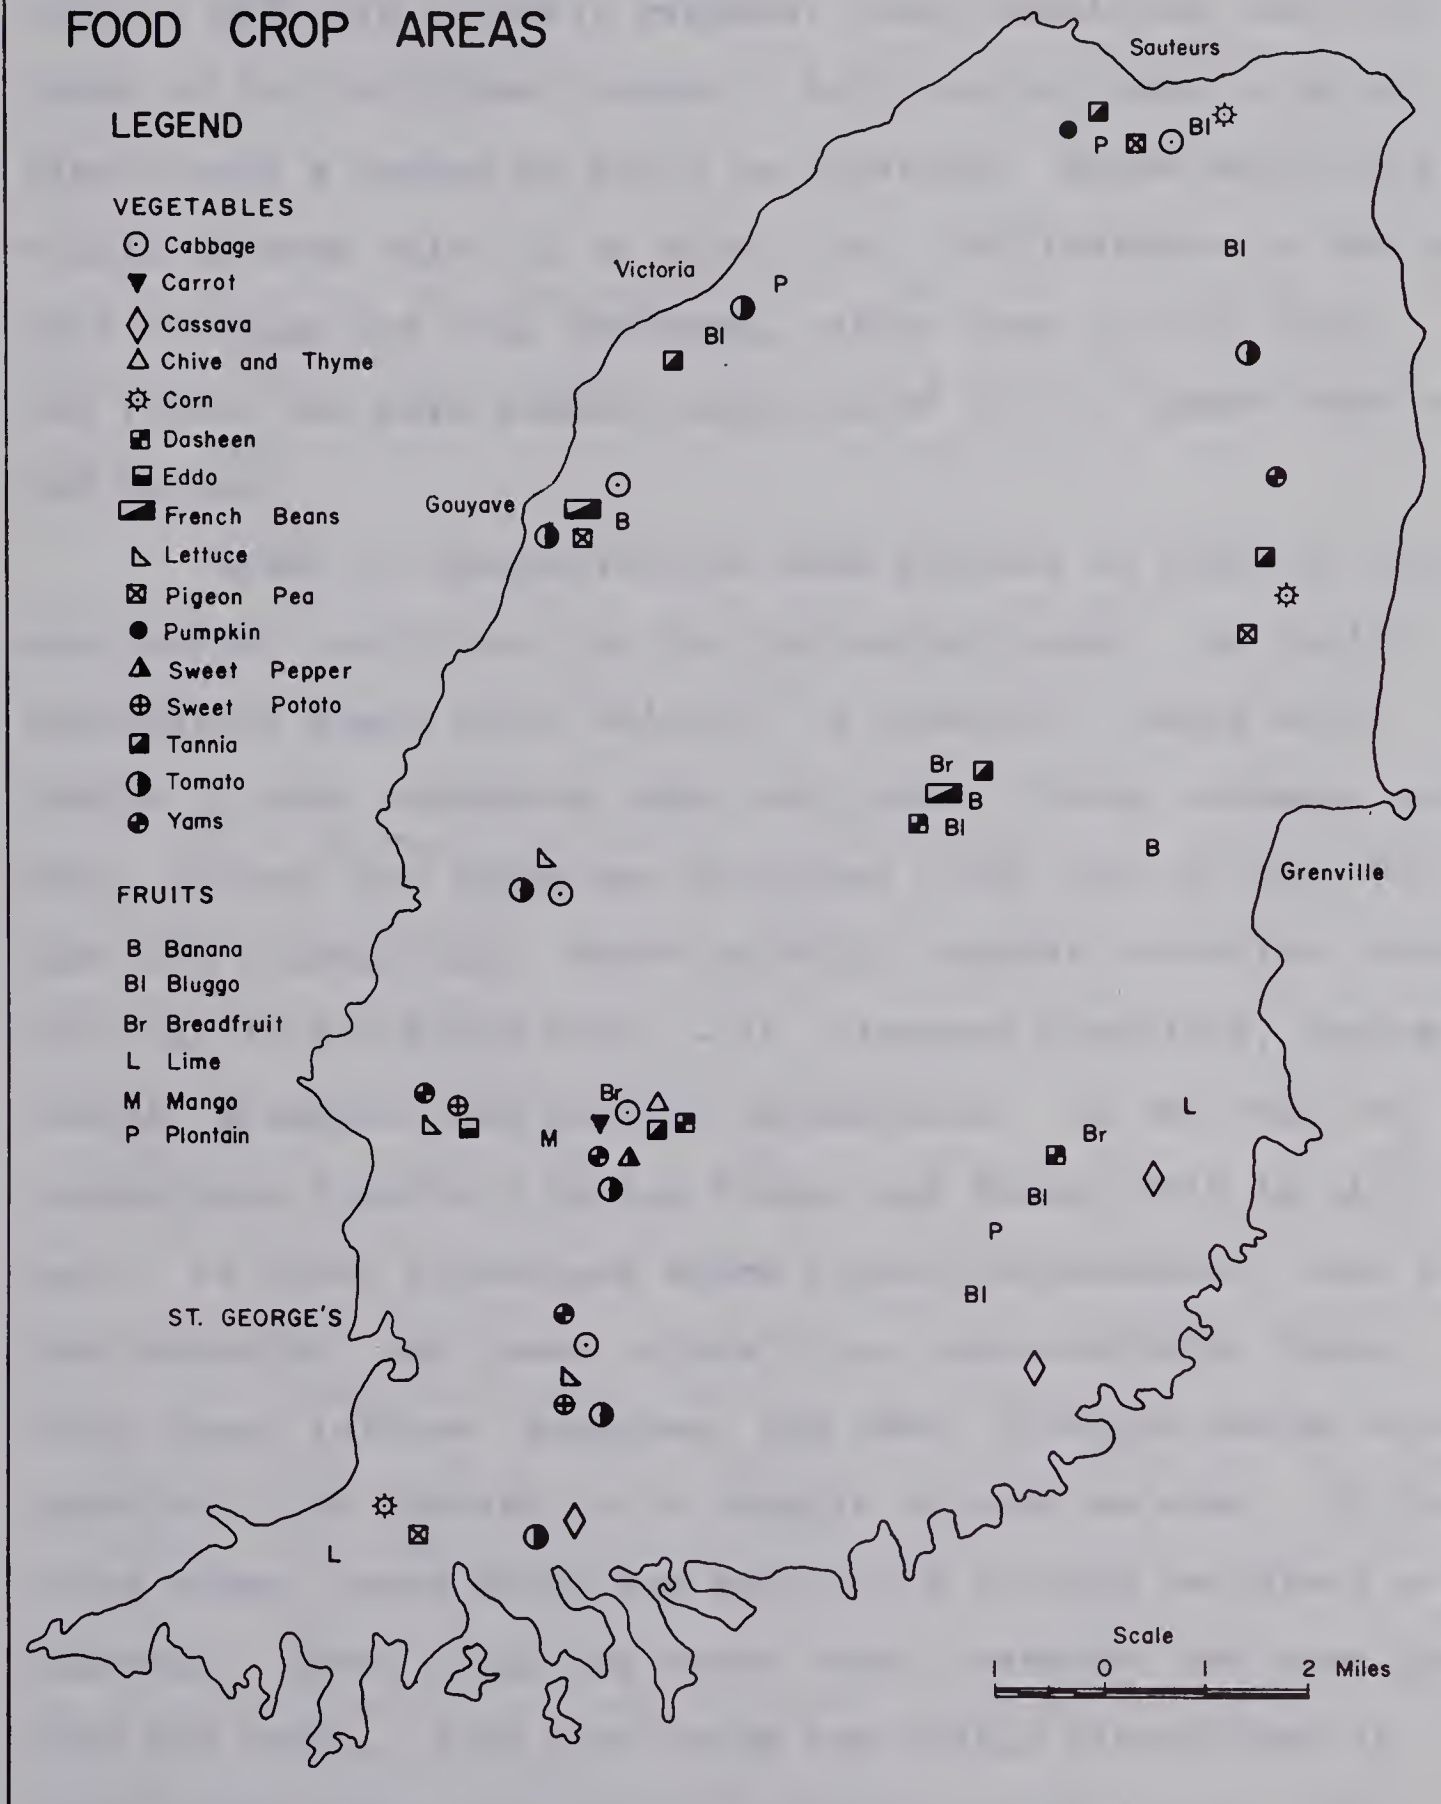 FOOD CROP AREAS
LEGEND
VEGETABLES
Cabbage
Carrot
Cassava
Chive and Thyme
Corn
Dasheen
Eddo
French Beans
Lettuce
Pigeon Pea
Pumpkin
Sweet Pepper
Sweet Pototo
Tannia
Tomato
Yams
FRUITS
B Banana
Bl Bluggo
Br Breadfruit
L Lime
M Mango
P Plontain
Sauteurs
Bl
P
Bl
Victoria
P
Bl
Gouyave
B
Br
B
Bl
B
Grenville
Br
M
L
Br
Bl
P
Bl
ST. GEORGE'S
L
Scale
1 0 1 2 Miles